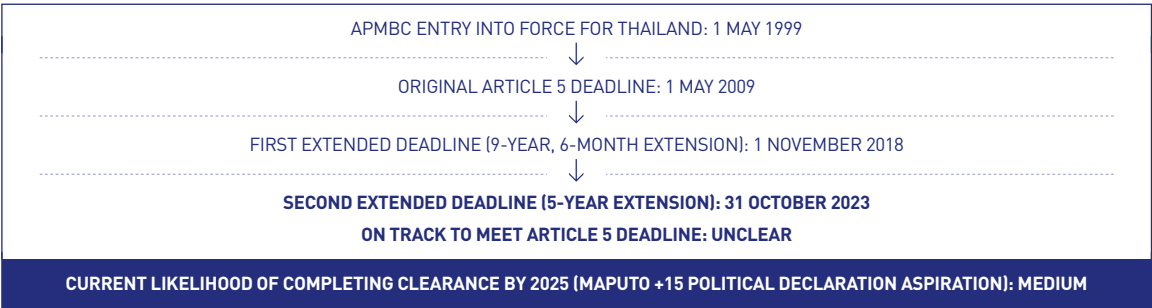 APMBC ENTRY INTO FORCE FOR THAILAND: 1 MAY 1999
ORIGINAL ARTICLE 5 DEADLINE: 1 MAY 2009
FIRST EXTENDED DEADLINE (9-YEAR, 6-MONTH EXTENSION): 1 NOVEMBER 2018
SECOND EXTENDED DEADLINE (5-YEAR EXTENSION): 31 OCTOBER 2023
ON TRACK TO MEET ARTICLE 5 DEADLINE: UNCLEAR
CURRENT LIKELIHOOD OF COMPLETING CLEARANCE BY 2025 (MAPUTO +15 POLITICAL DECLARATION ASPIRATION): MEDIUM